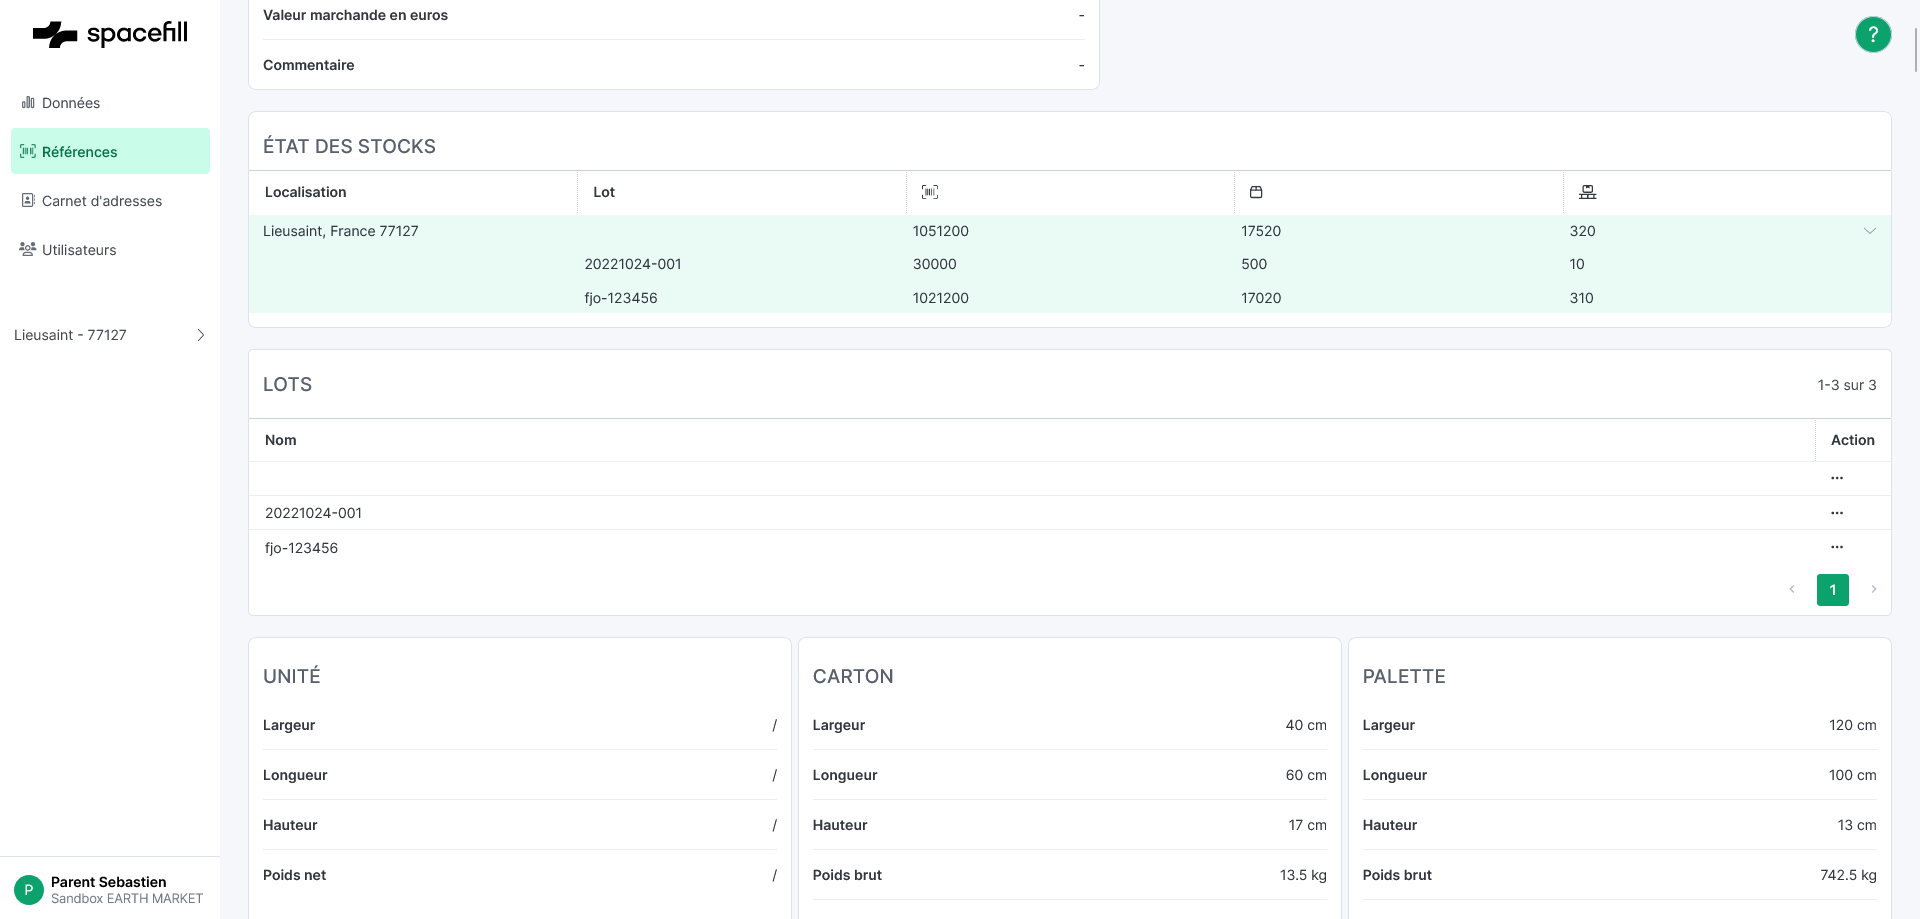 spacefill
Données
Références
Carnet d'adresses
Utilisateurs
Lieusaint - 77127
P
Parent Sebastien
Sandbox EARTH MARKET
?
Valeur marchande en euros -
Commentaire -
ÉTAT DES STOCKS
Localisation Lot
Lieusaint, France 77127 1051200 17520 320
20221024-001 30000 500 10
fjo-123456 1021200 17020 310
LOTS 1-3 sur 3
Nom Action
...
20221024-001 ...
fjo-123456 ...
< 1 >
UNITÉ
Largeur /
Longueur /
Hauteur /
Poids net /
CARTON
Largeur 40 cm
Longueur 60 cm
Hauteur 17 cm
Poids brut 13.5 kg
PALETTE
Largeur 120 cm
Longueur 100 cm
Hauteur 13 cm
Poids brut 742.5 kg